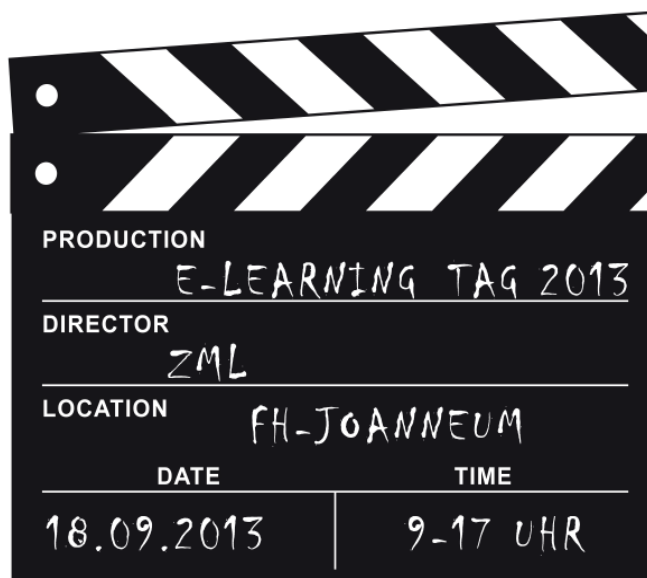 PRODUCTION
E-LEARNING TAG 2013
DIRECTOR
ZML
LOCATION
FH-JOANNEUM
DATE TIME
18.09.2013 9-17 UHR